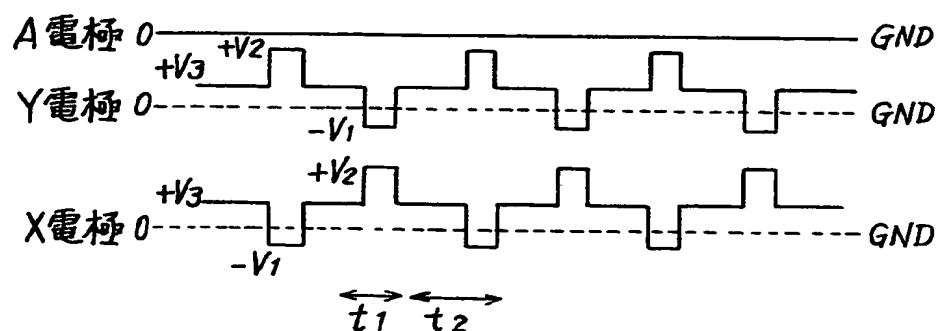 A電極 0 GND
+V2
+V3
Y電極 0 GND
-V1
+V2
+V3
X電極 0 GND
-V1
t1 t2